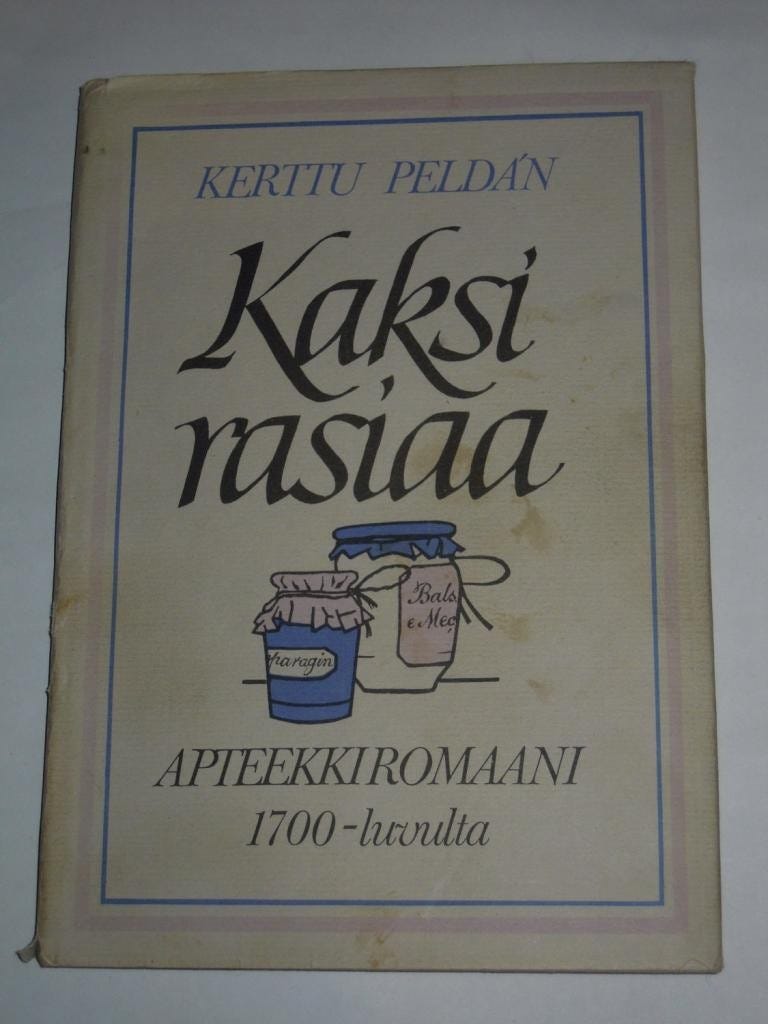 KERTTU PELDÁN
Kaksi
rasiaa
Bals
e Mec
paragin
APTEEKKIROMAANI
1700-luvulta